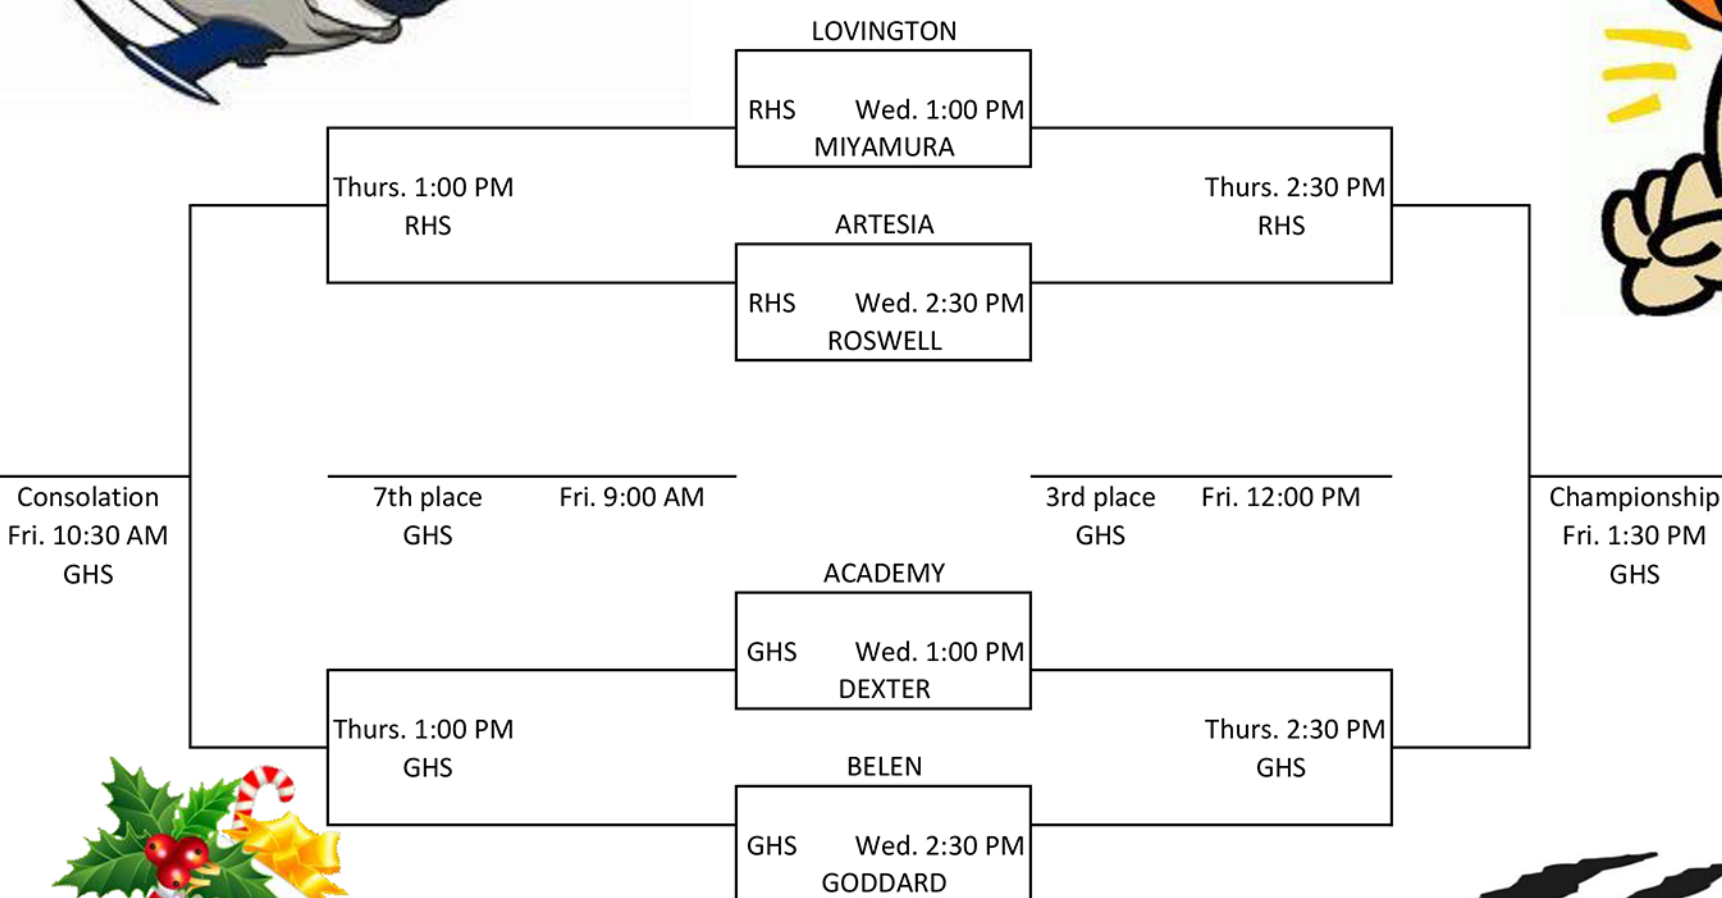 LOVINGTON
RHS Wed. 1:00 PM
MIYAMURA
Thurs. 1:00 PM
RHS
Thurs. 2:30 PM
RHS
ARTESIA
RHS Wed. 2:30 PM
ROSWELL
Consolation
Fri. 10:30 AM
GHS
7th place Fri. 9:00 AM
GHS
3rd place Fri. 12:00 PM
GHS
Championship
Fri. 1:30 PM
GHS
ACADEMY
GHS Wed. 1:00 PM
DEXTER
Thurs. 1:00 PM
GHS
Thurs. 2:30 PM
GHS
BELEN
GHS Wed. 2:30 PM
GODDARD